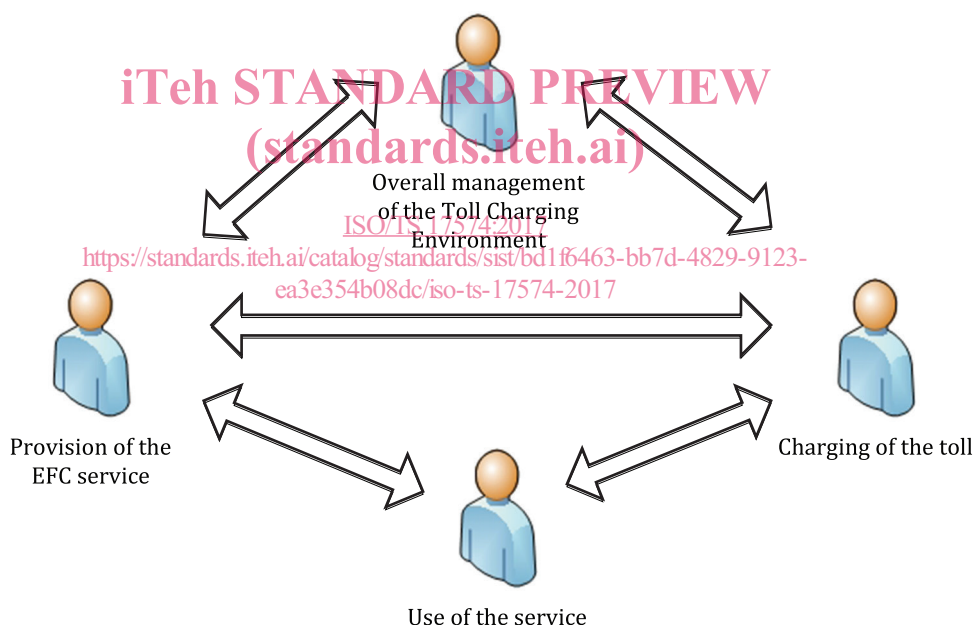 iTeh STANDARD PREVIEW
(standards.iteh.ai)
Overall management
of the Toll Charging
Environment
ISO/TS 17574:2017
https://standards.iteh.ai/catalog/standards/sist/bd1f6463-bb7d-4829-9123-
ea3e354b08dc/iso-ts-17574-2017
Provision of the
EFC service
Charging of the toll
Use of the service